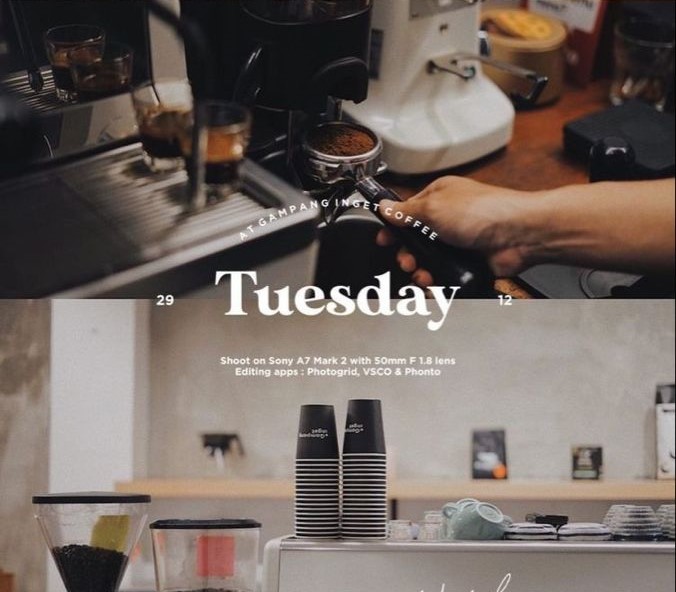 AT GAMPANG INGET COFFEE
29 Tuesday 12
Shoot on Sony A7 Mark 2 with 50mm F 1.8 lens
Editing apps : Photogrid, VSCO & Phonto